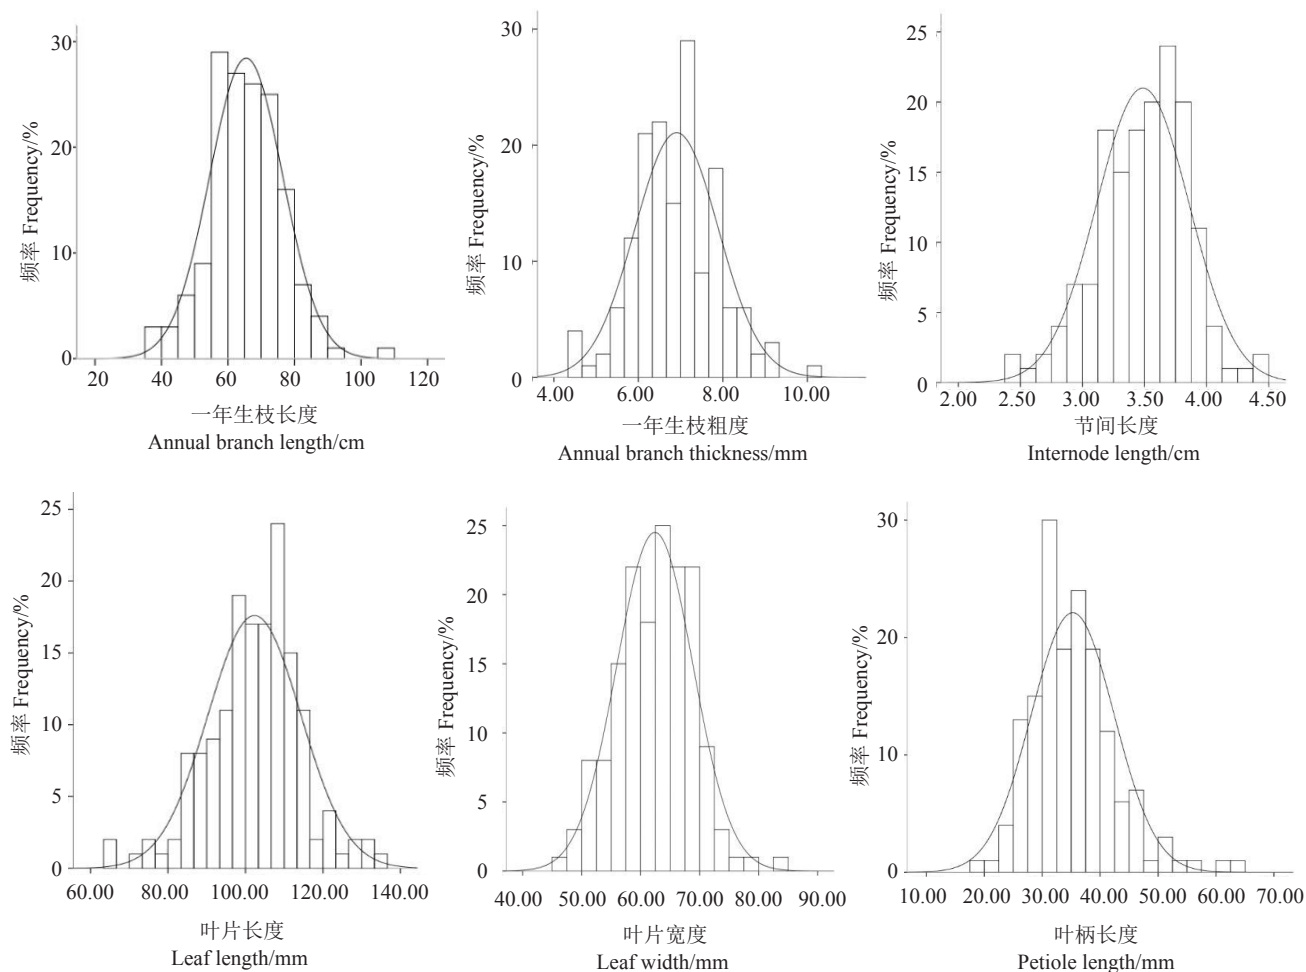 30
20
10
0
频率 Frequency/%
20 40 60 80 100 120
一年生枝长度
Annual branch length/cm
30
20
10
0
频率 Frequency/%
4.00 6.00 8.00 10.00
一年生枝粗度
Annual branch thickness/mm
25
20
15
10
5
0
频率 Frequency/%
2.00 2.50 3.00 3.50 4.00 4.50
节间长度
Internode length/cm
25
20
15
10
5
0
频率 Frequency/%
60.00 80.00 100.00 120.00 140.00
叶片长度
Leaf length/mm
25
20
15
10
5
0
频率 Frequency/%
40.00 50.00 60.00 70.00 80.00 90.00
叶片宽度
Leaf width/mm
30
20
10
0
频率 Frequency/%
10.00 20.00 30.00 40.00 50.00 60.00 70.00
叶柄长度
Petiole length/mm